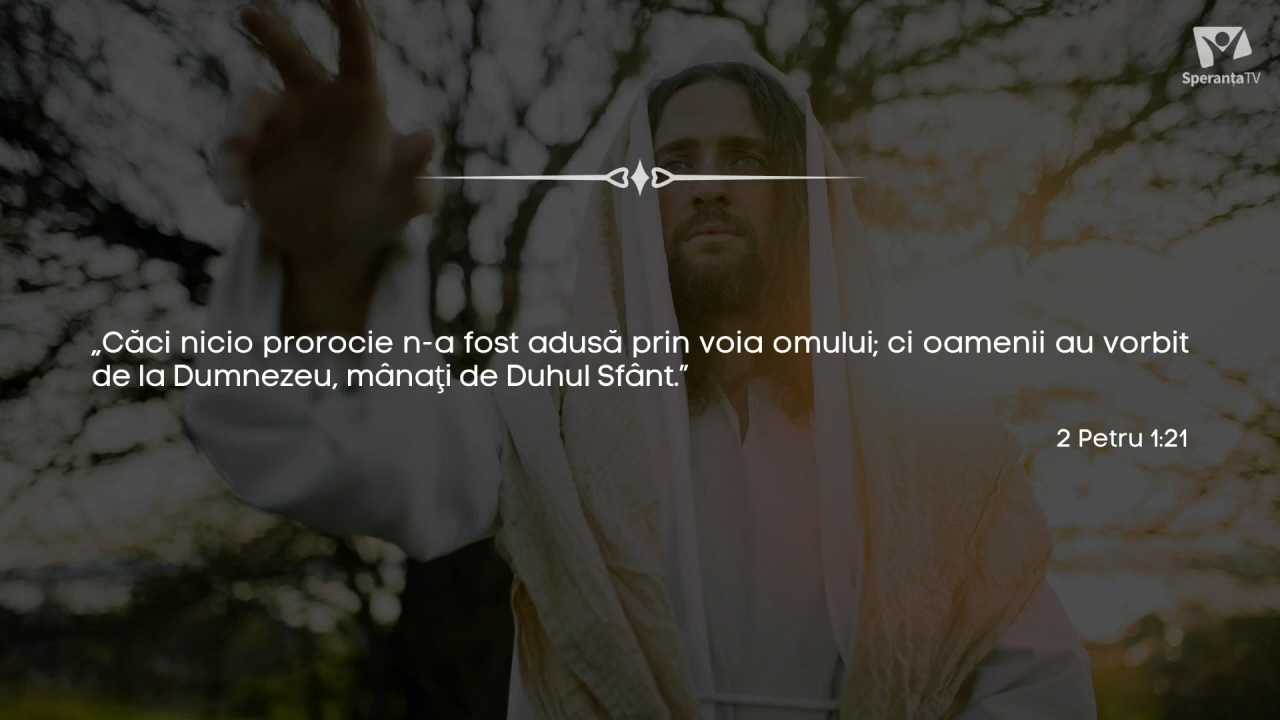 SperanțaTV
„Căci nicio prorocie n-a fost adusă prin voia omului; ci oamenii au vorbit
de la Dumnezeu, mânaţi de Duhul Sfânt.”
2 Petru 1:21